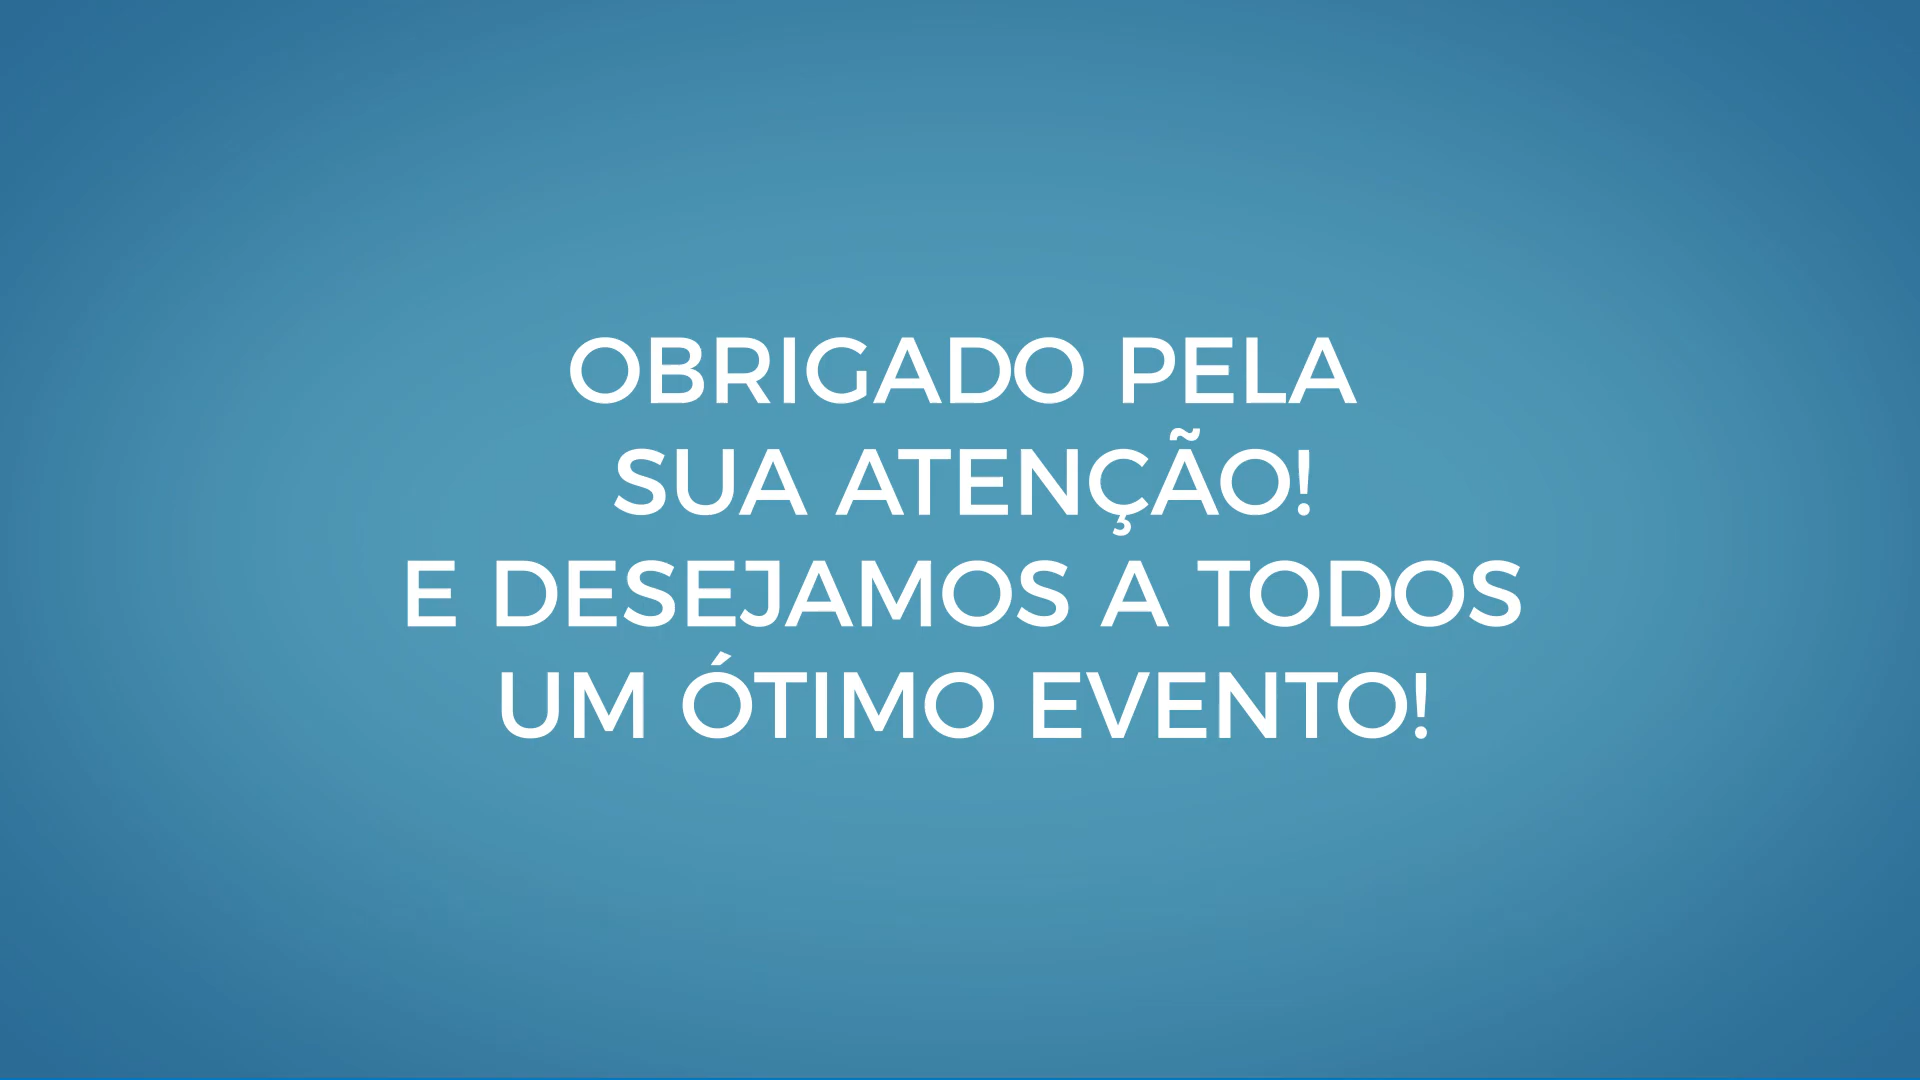 OBRIGADO PELA
SUA ATENÇÃO!
E DESEJAMOS A TODOS
UM ÓTIMO EVENTO!